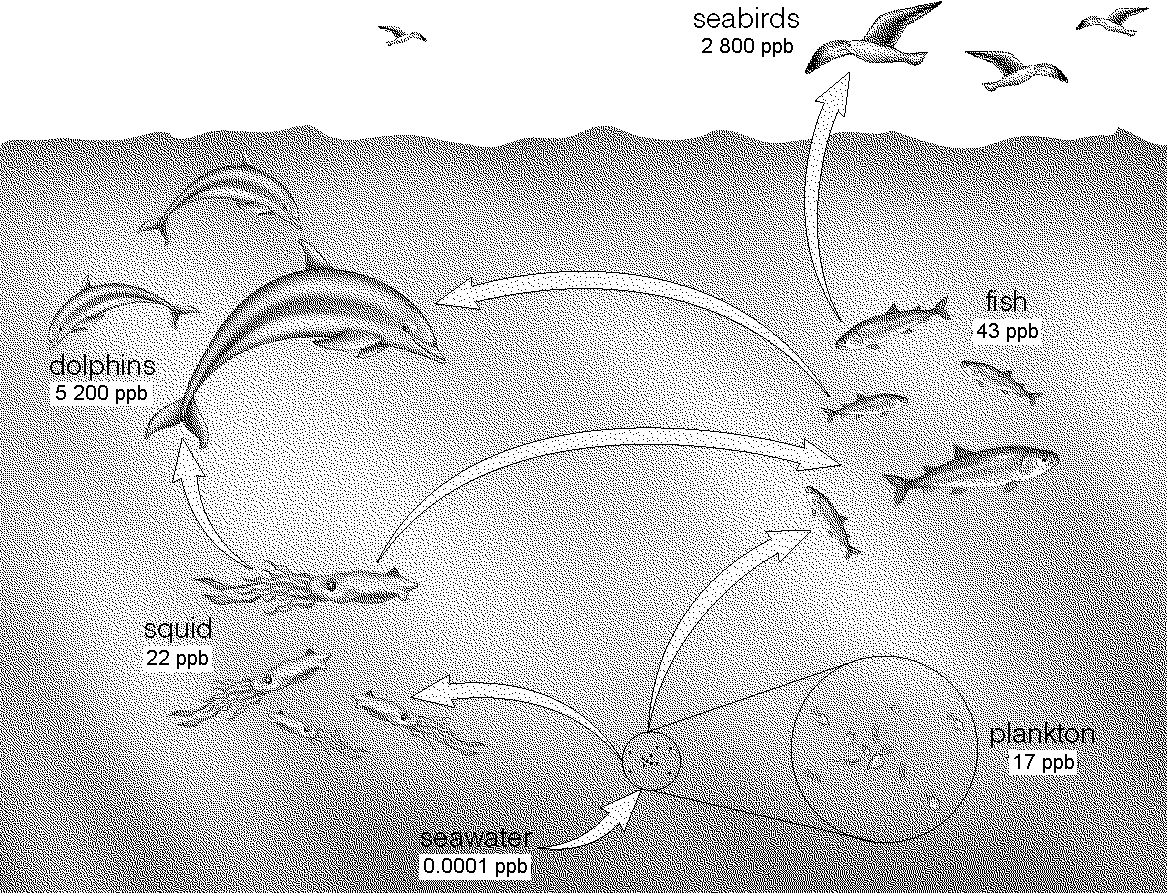 seabirds
2 800 ppb
fish
43 ppb
dolphins
5 200 ppb
squid
22 ppb
plankton
17 ppb
seawater
0.0001 ppb